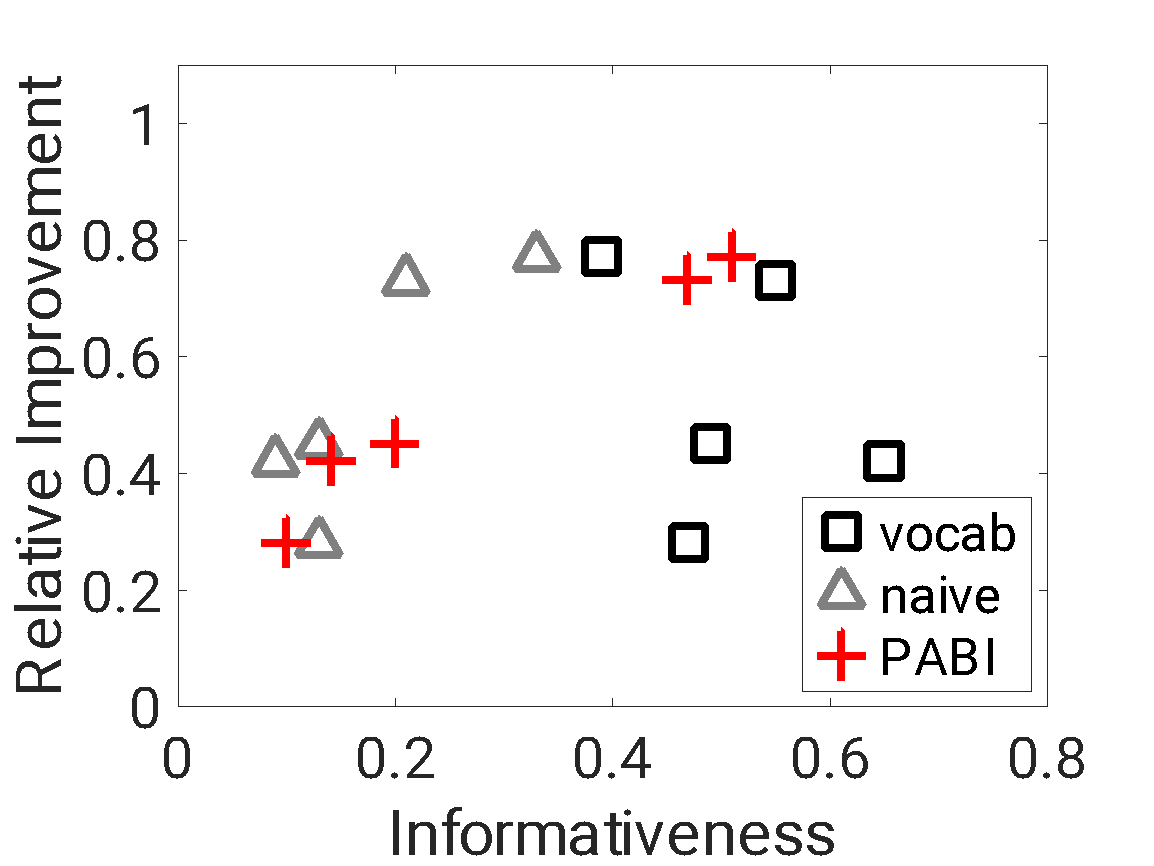 Relative Improvement
1
0.8
0.6
0.4
0.2
0
vocab
naive
PABI
0 0.2 0.4 0.6 0.8
Informativeness